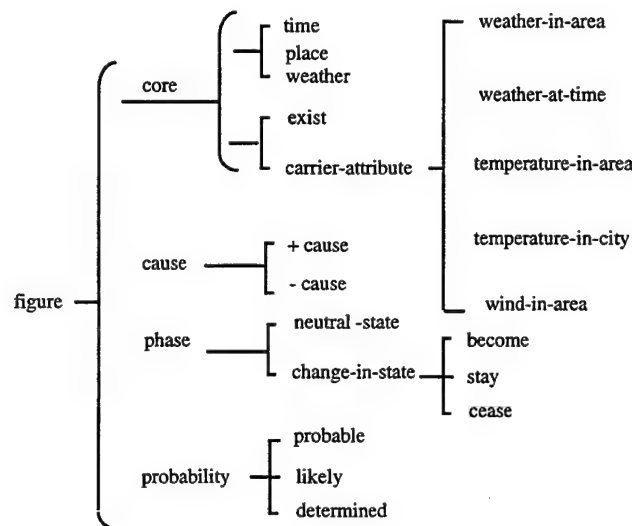 time
place
weather
core
exist
carrier-attribute
weather-in-area
weather-at-time
temperature-in-area
temperature-in-city
wind-in-area
figure
cause
+ cause
- cause
phase
neutral -state
change-in-state
become
stay
cease
probability
probable
likely
determined